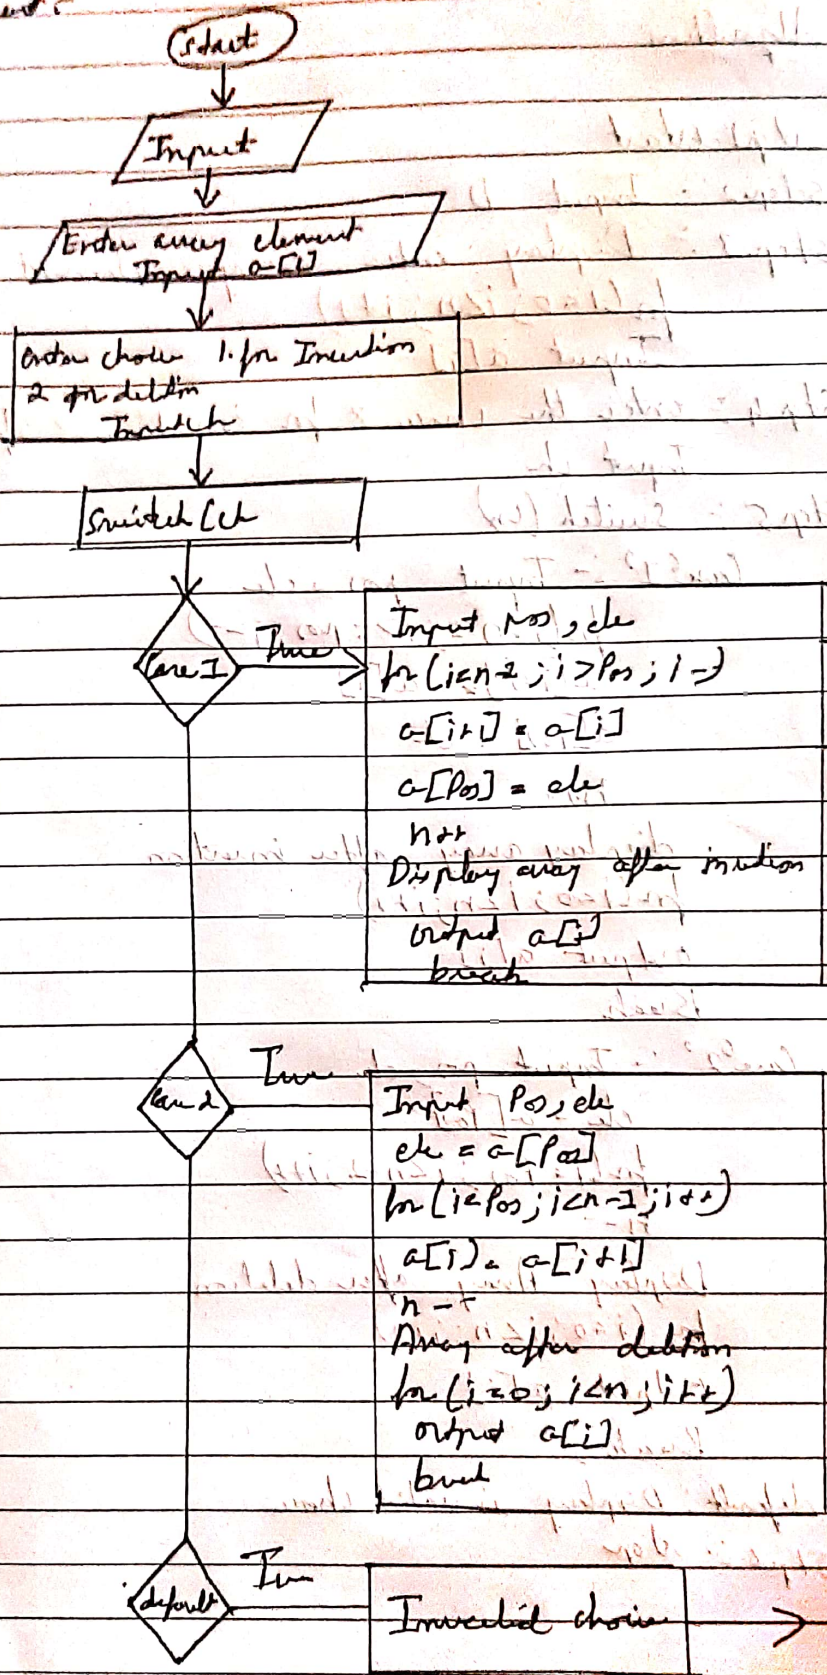 Start
Input
Enter array element
Input a[i]
enter choice 1. for Insertion
2 for deletion
Input ch
Switch (ch
Case 1
True
Input pos, ele
for (i=n-1 ; i>Pos ; i--)
a[i+1] = a[i]
a[Pos] = ele
n++
Display array after insertion
output a[i]
break
Case 2
True
Input Pos, ele
ele = a[Pos]
for (i=Pos ; i<n-1 ; i++)
a[i] = a[i+1]
n--
Array after deletion
for (i=0 ; i<n ; i++)
output a[i]
break
default
True
Invalid choice